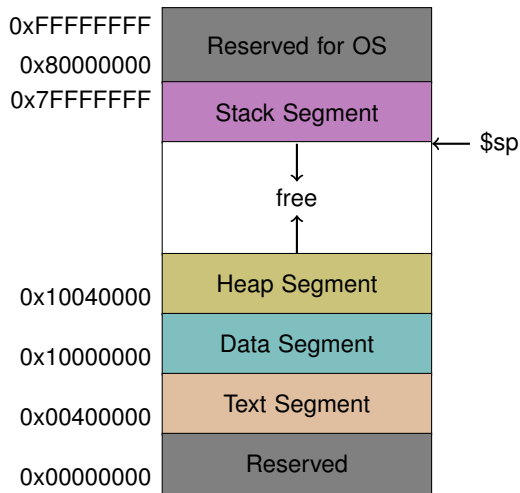 0xFFFFFFFF
Reserved for OS
0x80000000
0x7FFFFFFF
Stack Segment
$sp
free
Heap Segment
0x10040000
Data Segment
0x10000000
Text Segment
0x00400000
Reserved
0x00000000